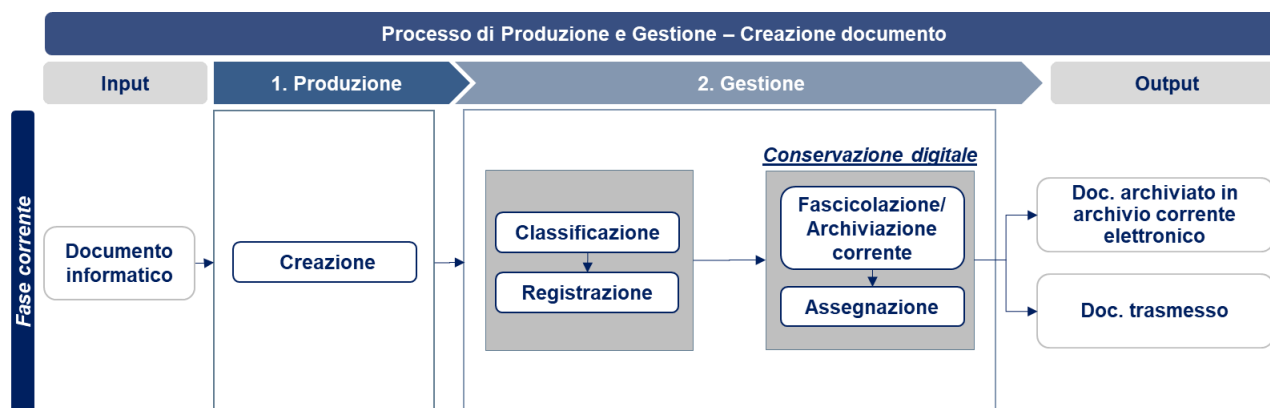 Processo di Produzione e Gestione – Creazione documento
Input
1. Produzione
2. Gestione
Output
Fase corrente
Documento
informatico
Creazione
Classificazione
Registrazione
Conservazione digitale
Fascicolazione/
Archiviazione
corrente
Assegnazione
Doc. archiviato in
archivio corrente
elettronico
Doc. trasmesso